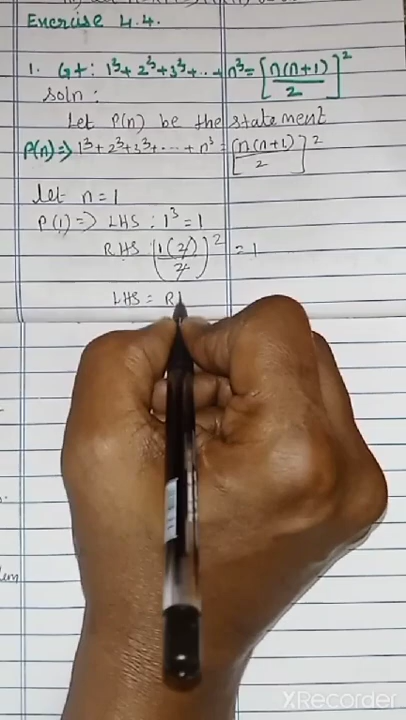 Exercise 4.4.
1. G.t: 1³+2³+3³+...+n³=[n(n+1)/2]²
Soln:
Let P(n) be the statement
P(n)=> 1³+2³+3³+...+n³=[n(n+1)/2]²
let n=1
P(1)=> LHS : 1³=1
RHS (1(2)/2)² = 1
LHS = R
XRecorder